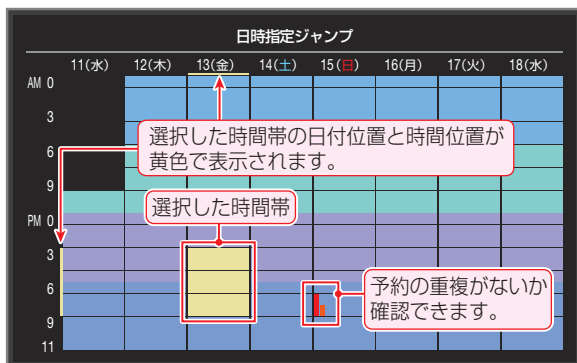 日時指定ジャンプ
11(水) 12(木) 13(金) 14(土) 15(日) 16(月) 17(火) 18(水)
AM 0
3
選択した時間帯の日付位置と時間位置が
6
黄色で表示されます。
9
選択した時間帯
PM 0
3
6
予約の重複がないか
確認できます。
9
11